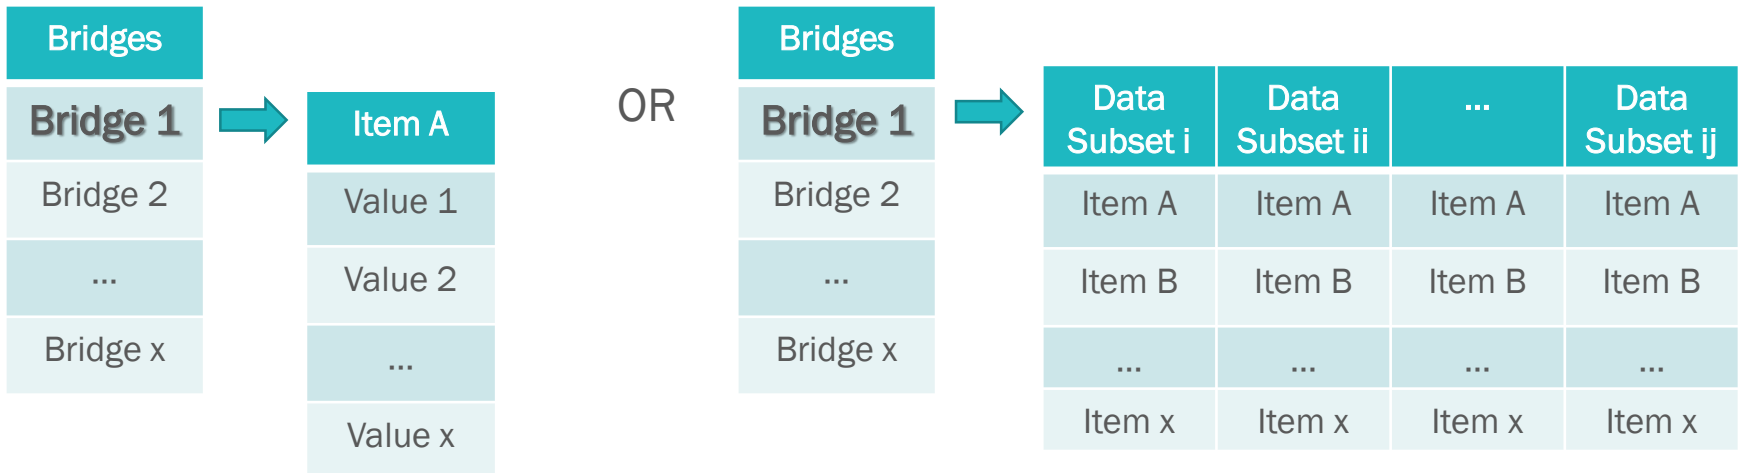 Bridges
Bridge 1
Bridge 2
...
Bridge x
Item A
Value 1
Value 2
...
Value x
OR
Bridges
Bridge 1
Bridge 2
...
Bridge x
Data Subset i
Data Subset ii
...
Data Subset ij
Item A Item A Item A Item A
Item B Item B Item B Item B
... ... ... ...
Item x Item x Item x Item x